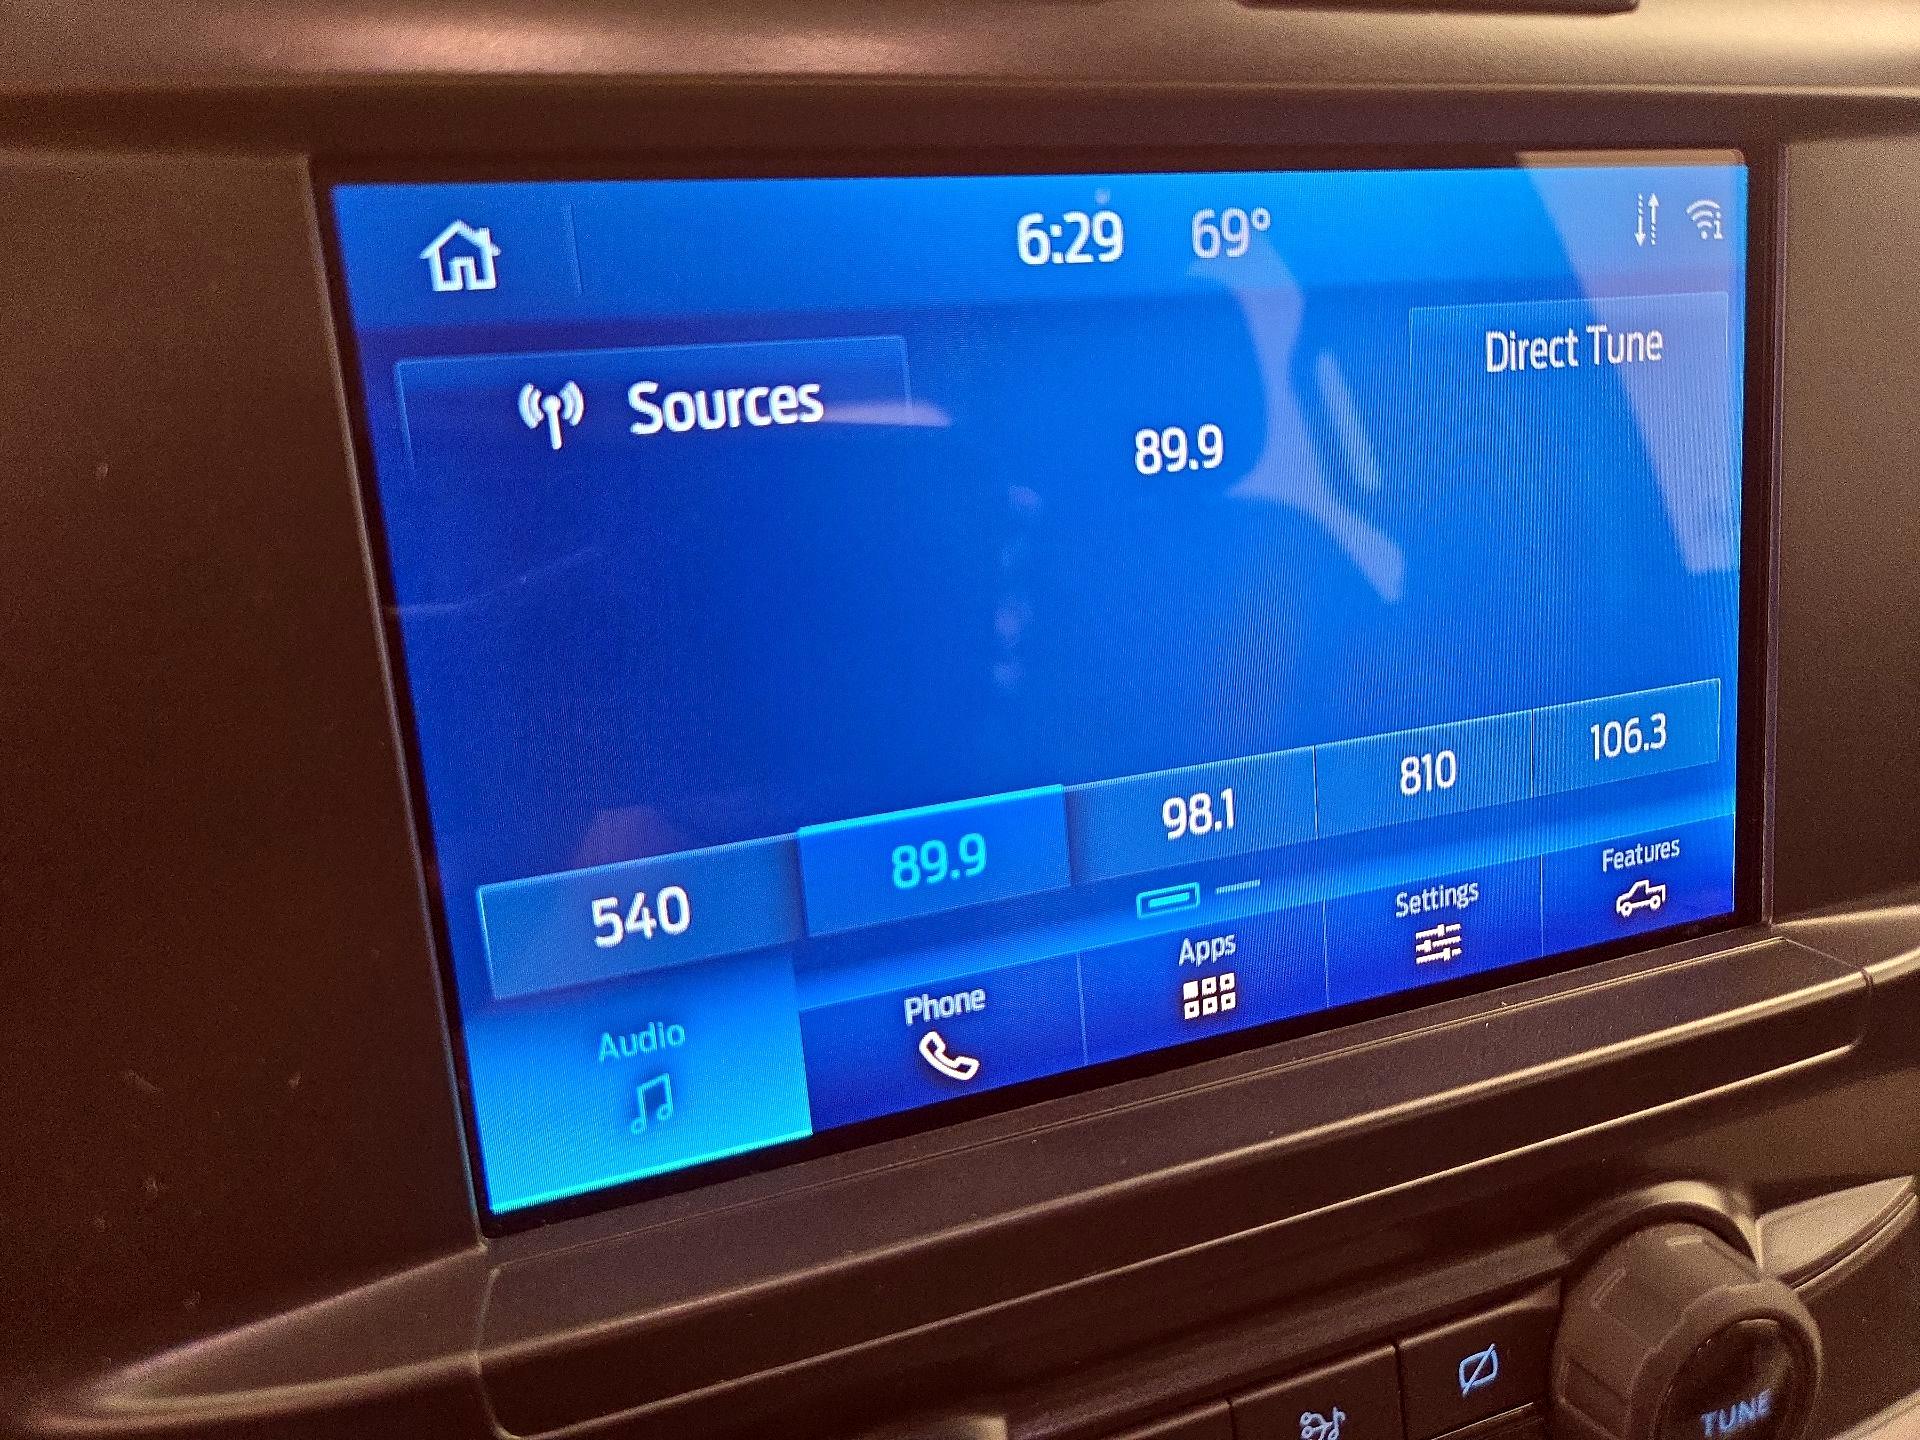 6:29 69°
Sources
Direct Tune
89.9
540 89.9 98.1 810 106.3
Audio Phone Apps Settings Features
TUNE